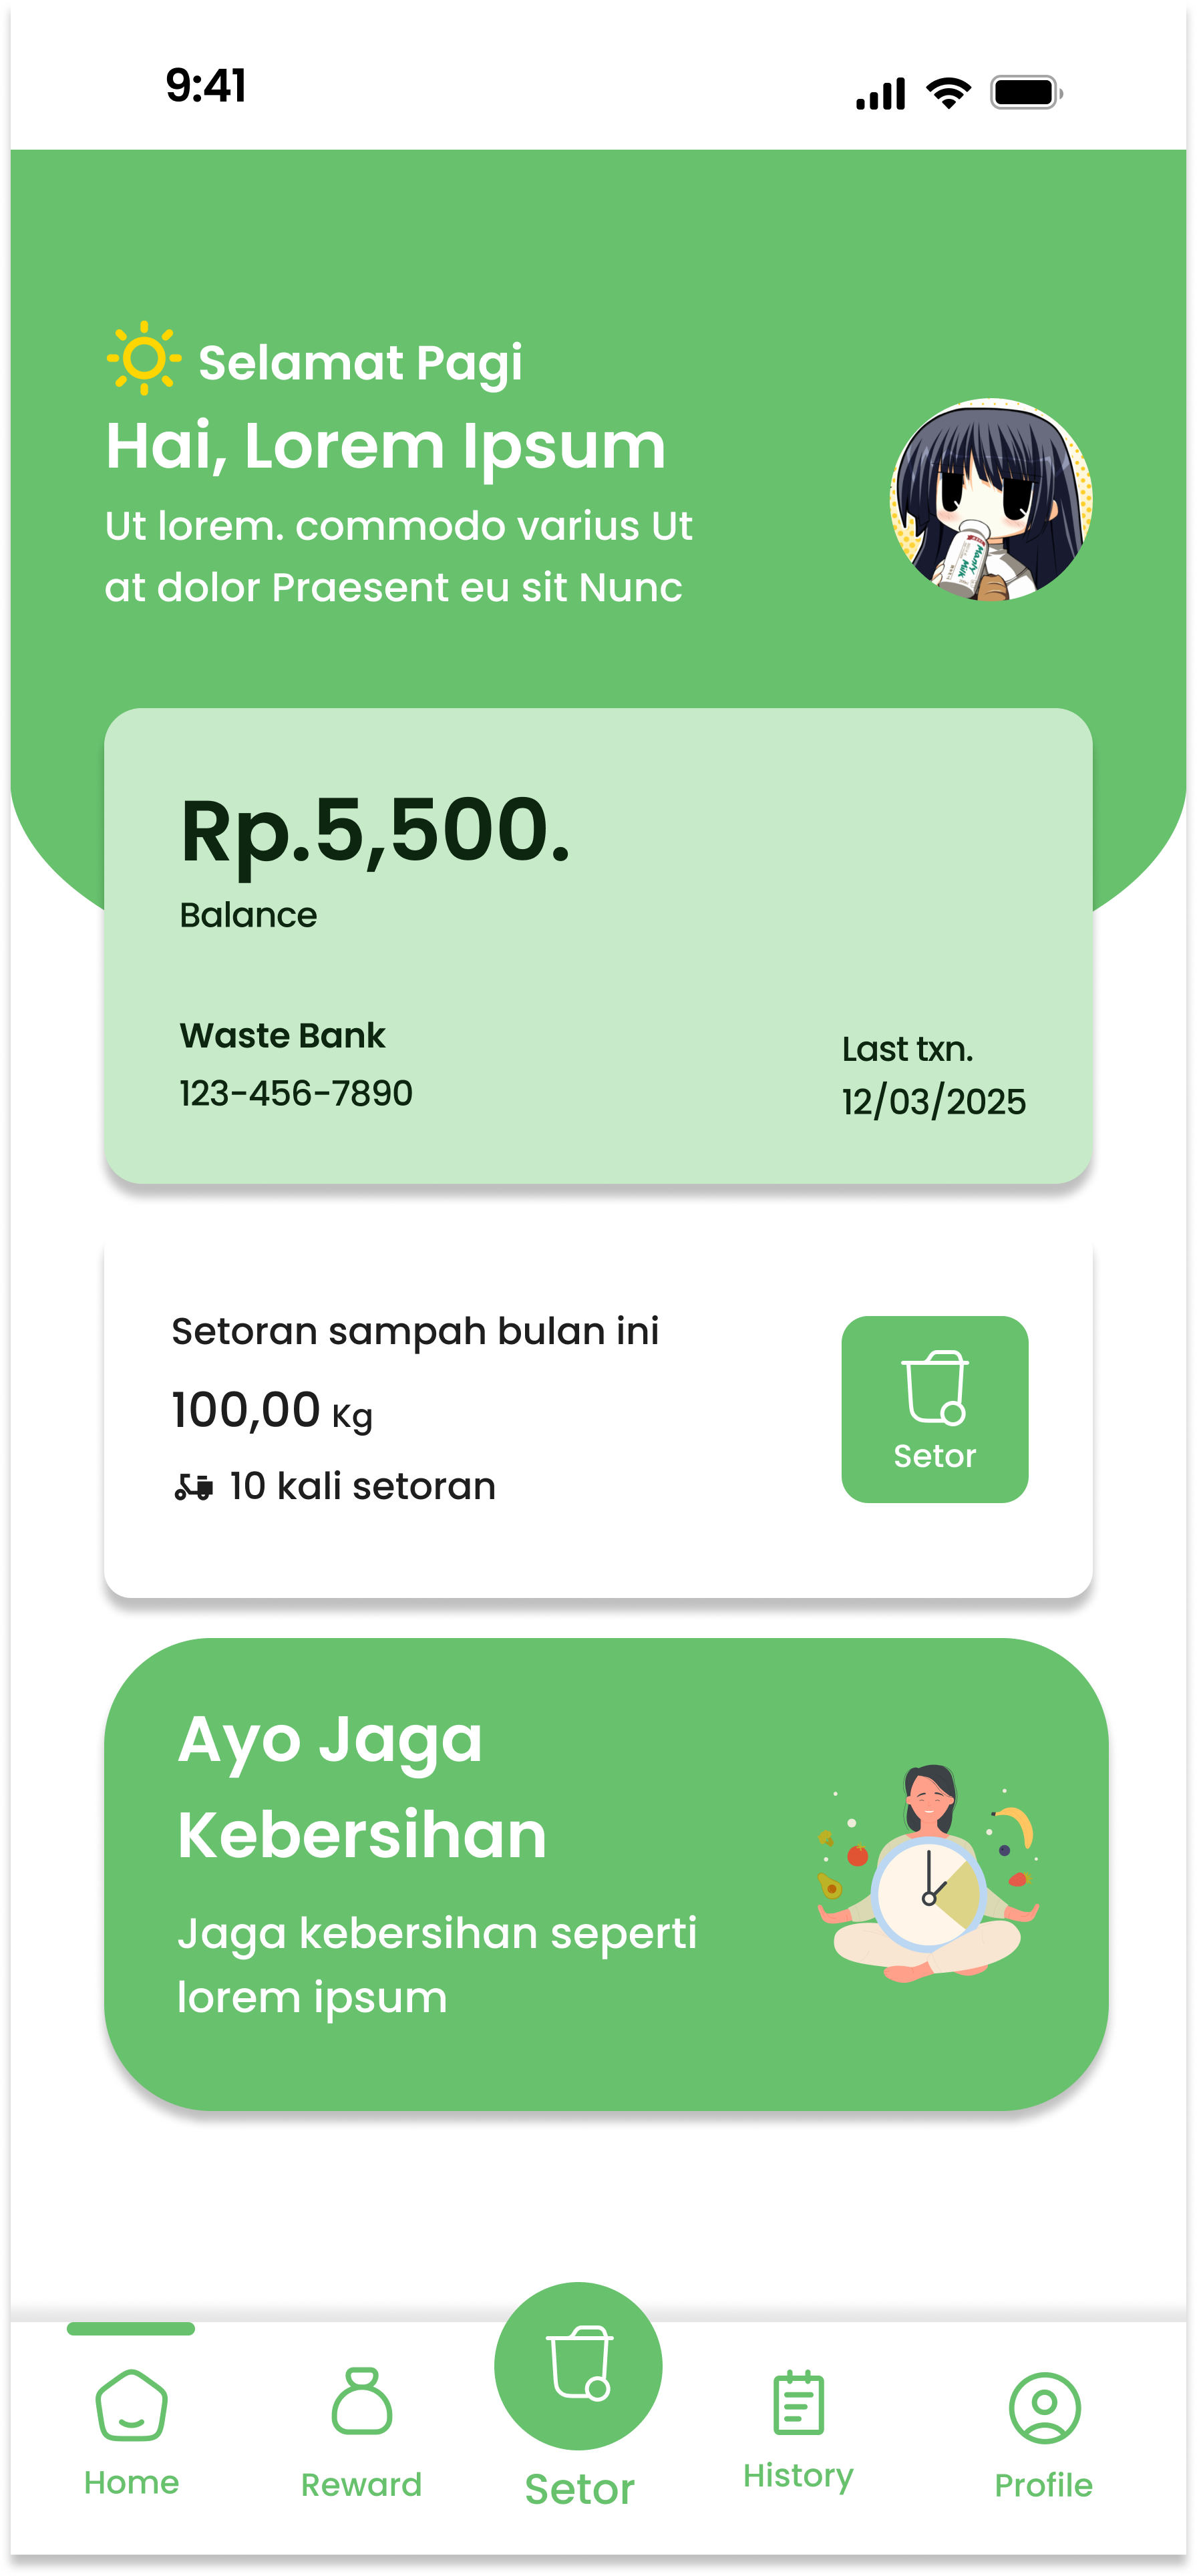 9:41
Selamat Pagi
Hai, Lorem Ipsum
Ut lorem. commodo varius Ut
at dolor Praesent eu sit Nunc
Manly
Milk
Rp.5,500.
Balance
Waste Bank
123-456-7890
Last txn.
12/03/2025
Setoran sampah bulan ini
100,00 Kg
10 kali setoran
Setor
Ayo Jaga
Kebersihan
Jaga kebersihan seperti
lorem ipsum
Home
Reward
Setor
History
Profile